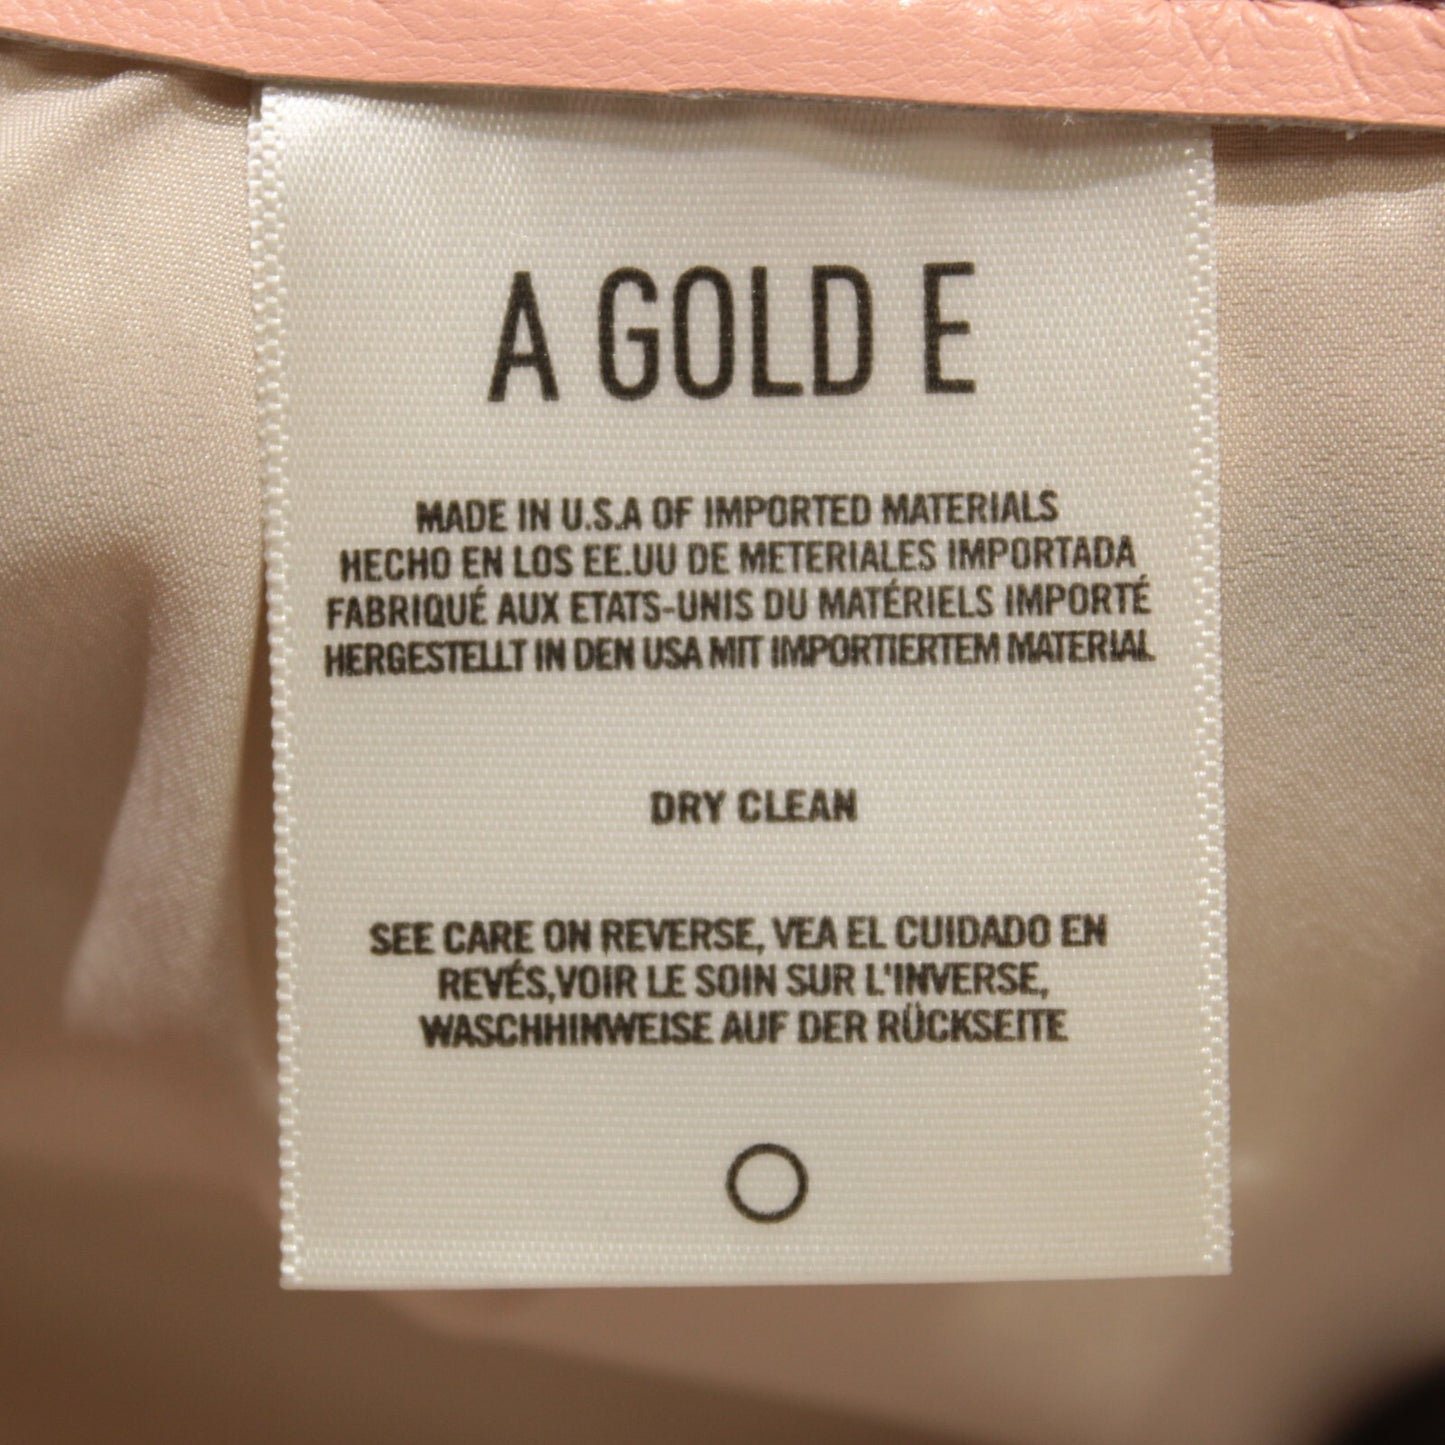 A GOLD E
MADE IN U.S.A OF IMPORTED MATERIALS
HECHO EN LOS EE.UU DE METERIALES IMPORTADA
FABRIQUÉ AUX ETATS-UNIS DU MATÉRIELS IMPORTÉ
HERGESTELLT IN DEN USA MIT IMPORTIERTEM MATERIAL
DRY CLEAN
SEE CARE ON REVERSE, VEA EL CUIDADO EN
REVÉS,VOIR LE SOIN SUR L'INVERSE,
WASCHHINWEISE AUF DER RÜCKSEITE